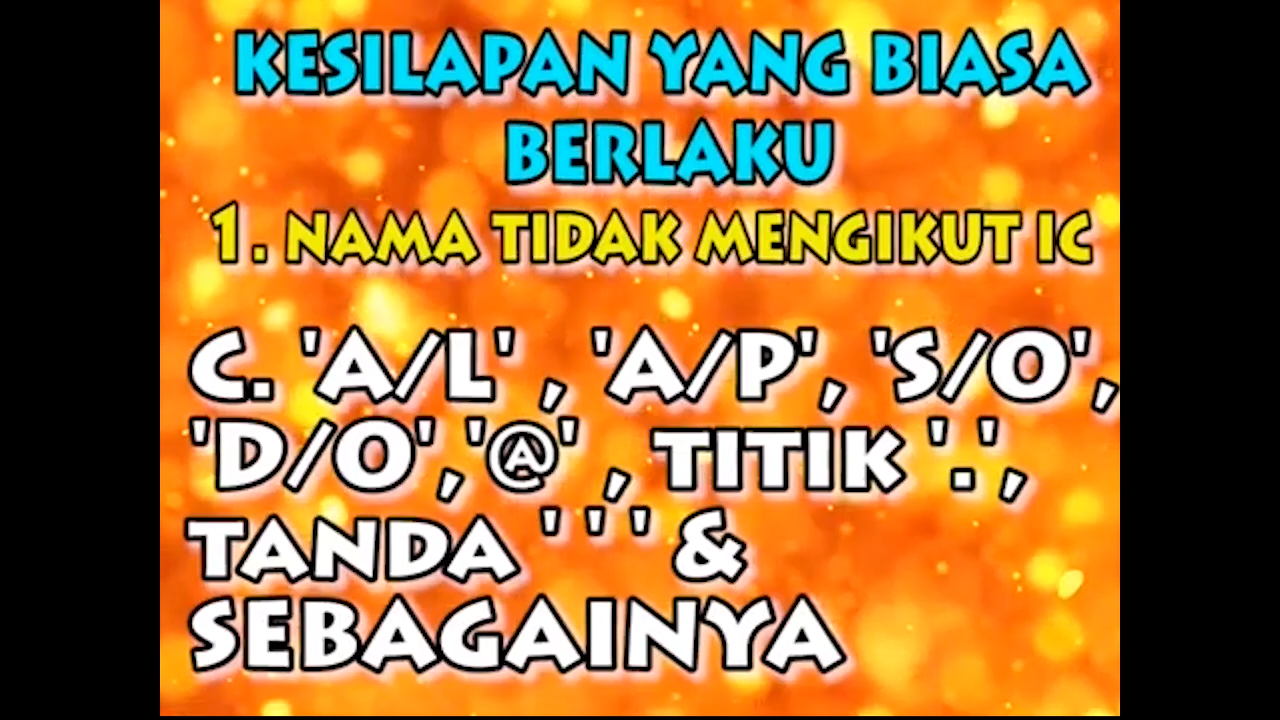 KESILAPAN YANG BIASA
BERLAKU
1. NAMA TIDAK MENGIKUT IC
C. 'A/L' , 'A/P', 'S/O',
'D/O','@' , TITIK '.',
TANDA ' ' ' &
SEBAGAINYA